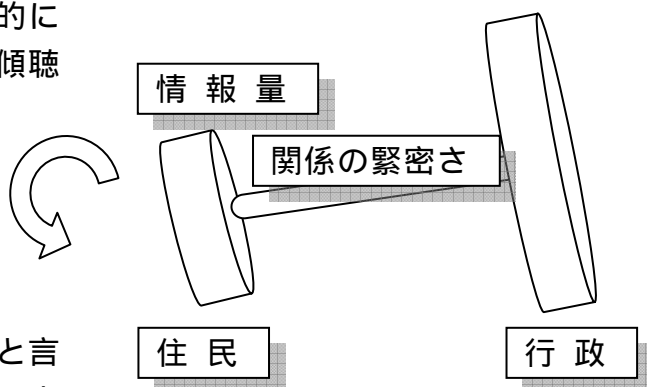 的に
傾聴
情 報 量
関係の緊密さ
と言
住 民
行 政